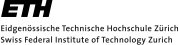 ETH
Eidgenössische Technische Hochschule Zürich
Swiss Federal Institute of Technology Zurich